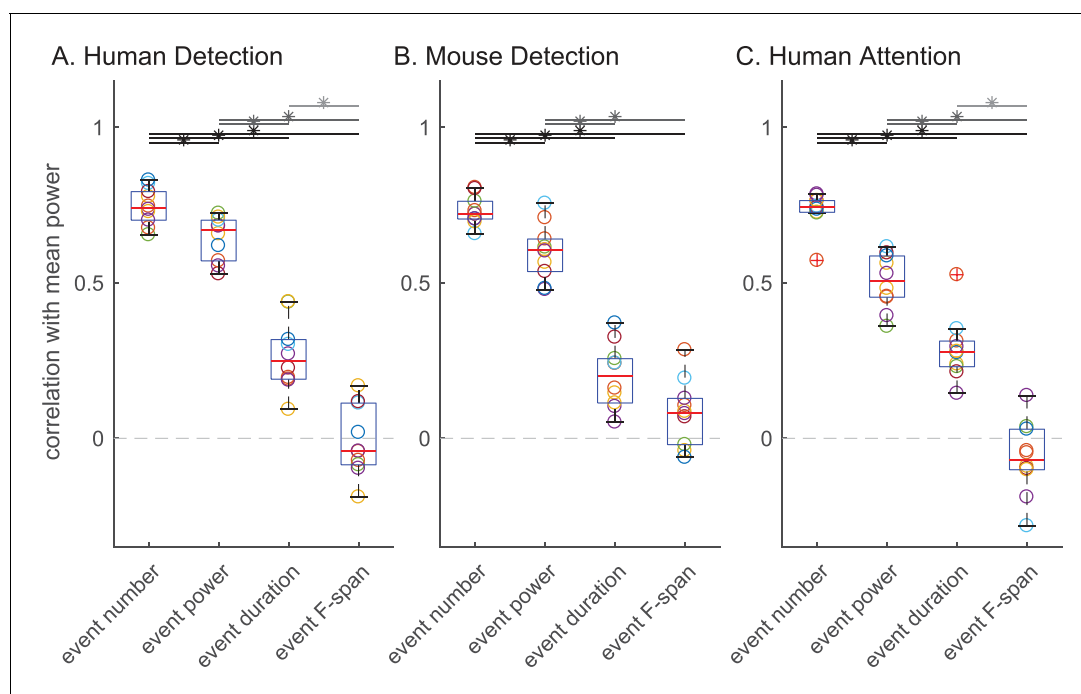 A. Human Detection
B. Mouse Detection
C. Human Attention
correlation with mean power
1
0.5
0
event number
event power
event duration
event F-span
1
0.5
0
event number
event power
event duration
event F-span
1
0.5
0
event number
event power
event duration
event F-span